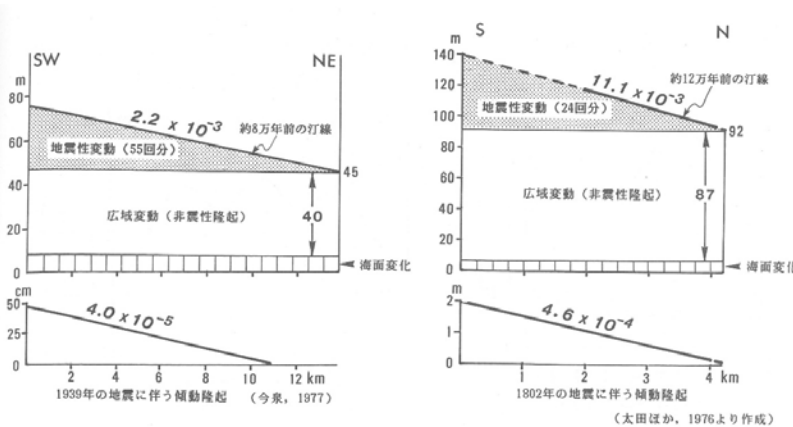 SW
NE
m
80
60
40
20
0
2.2 x 10⁻³
約8万年前の汀線
地震性変動（55回分）
45
広域変動（非震性隆起）
40
海面変化
cm
50
25
0
4.0 x 10⁻⁵
2 4 6 8 10 12 km
1939年の地震に伴う傾動隆起 （今泉，1977）
S
N
m
140
120
100
80
60
40
20
0
11.1 x 10⁻³
約12万年前の汀線
地震性変動（24回分）
92
広域変動（非震性隆起）
87
海面変化
m
2
1
0
4.6 x 10⁻⁴
1 2 3 4 km
1802年の地震に伴う傾動隆起
（太田ほか，1976より作成）